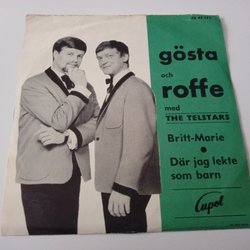 gösta
och
roffe
med
THE TELSTARS
Britt-Marie
Där jag lekte
som barn
Cupol